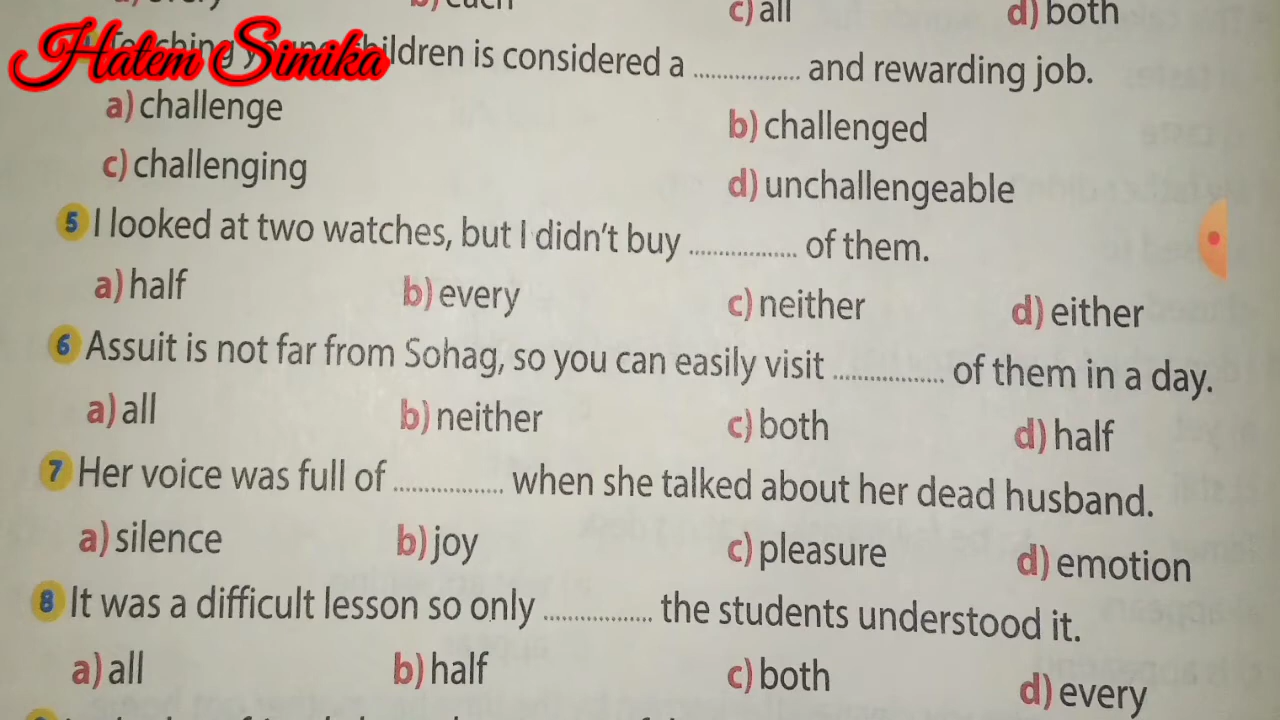 c) all d) both
Hatem Simika
children is considered a .................. and rewarding job.
a) challenge b) challenged
c) challenging d) unchallengeable
5 I looked at two watches, but I didn't buy .................. of them.
a) half b) every c) neither d) either
6 Assuit is not far from Sohag, so you can easily visit .................. of them in a day.
a) all b) neither c) both d) half
7 Her voice was full of .................. when she talked about her dead husband.
a) silence b) joy c) pleasure d) emotion
8 It was a difficult lesson so only .................. the students understood it.
a) all b) half c) both d) every